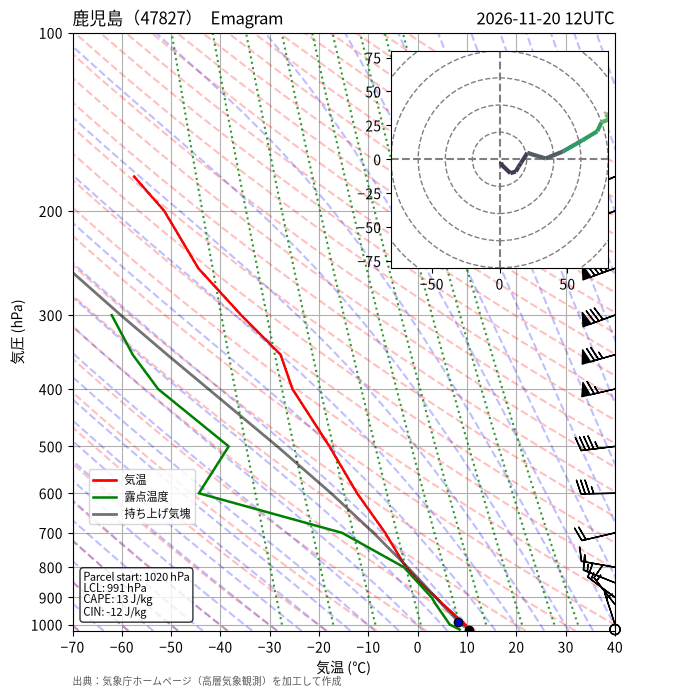 鹿児島（47827） Emagram
2026-11-20 12UTC
100
200
300
400
500
600
700
800
900
1000
気圧 (hPa)
75
50
25
0
−25
−50
−75
−50
0
50
気温
露点温度
持ち上げ気塊
Parcel start: 1020 hPa
LCL: 991 hPa
CAPE: 13 J/kg
CIN: -12 J/kg
−70
−60
−50
−40
−30
−20
−10
0
10
20
30
40
気温 (℃)
出典：気象庁ホームページ（高層気象観測）を加工して作成